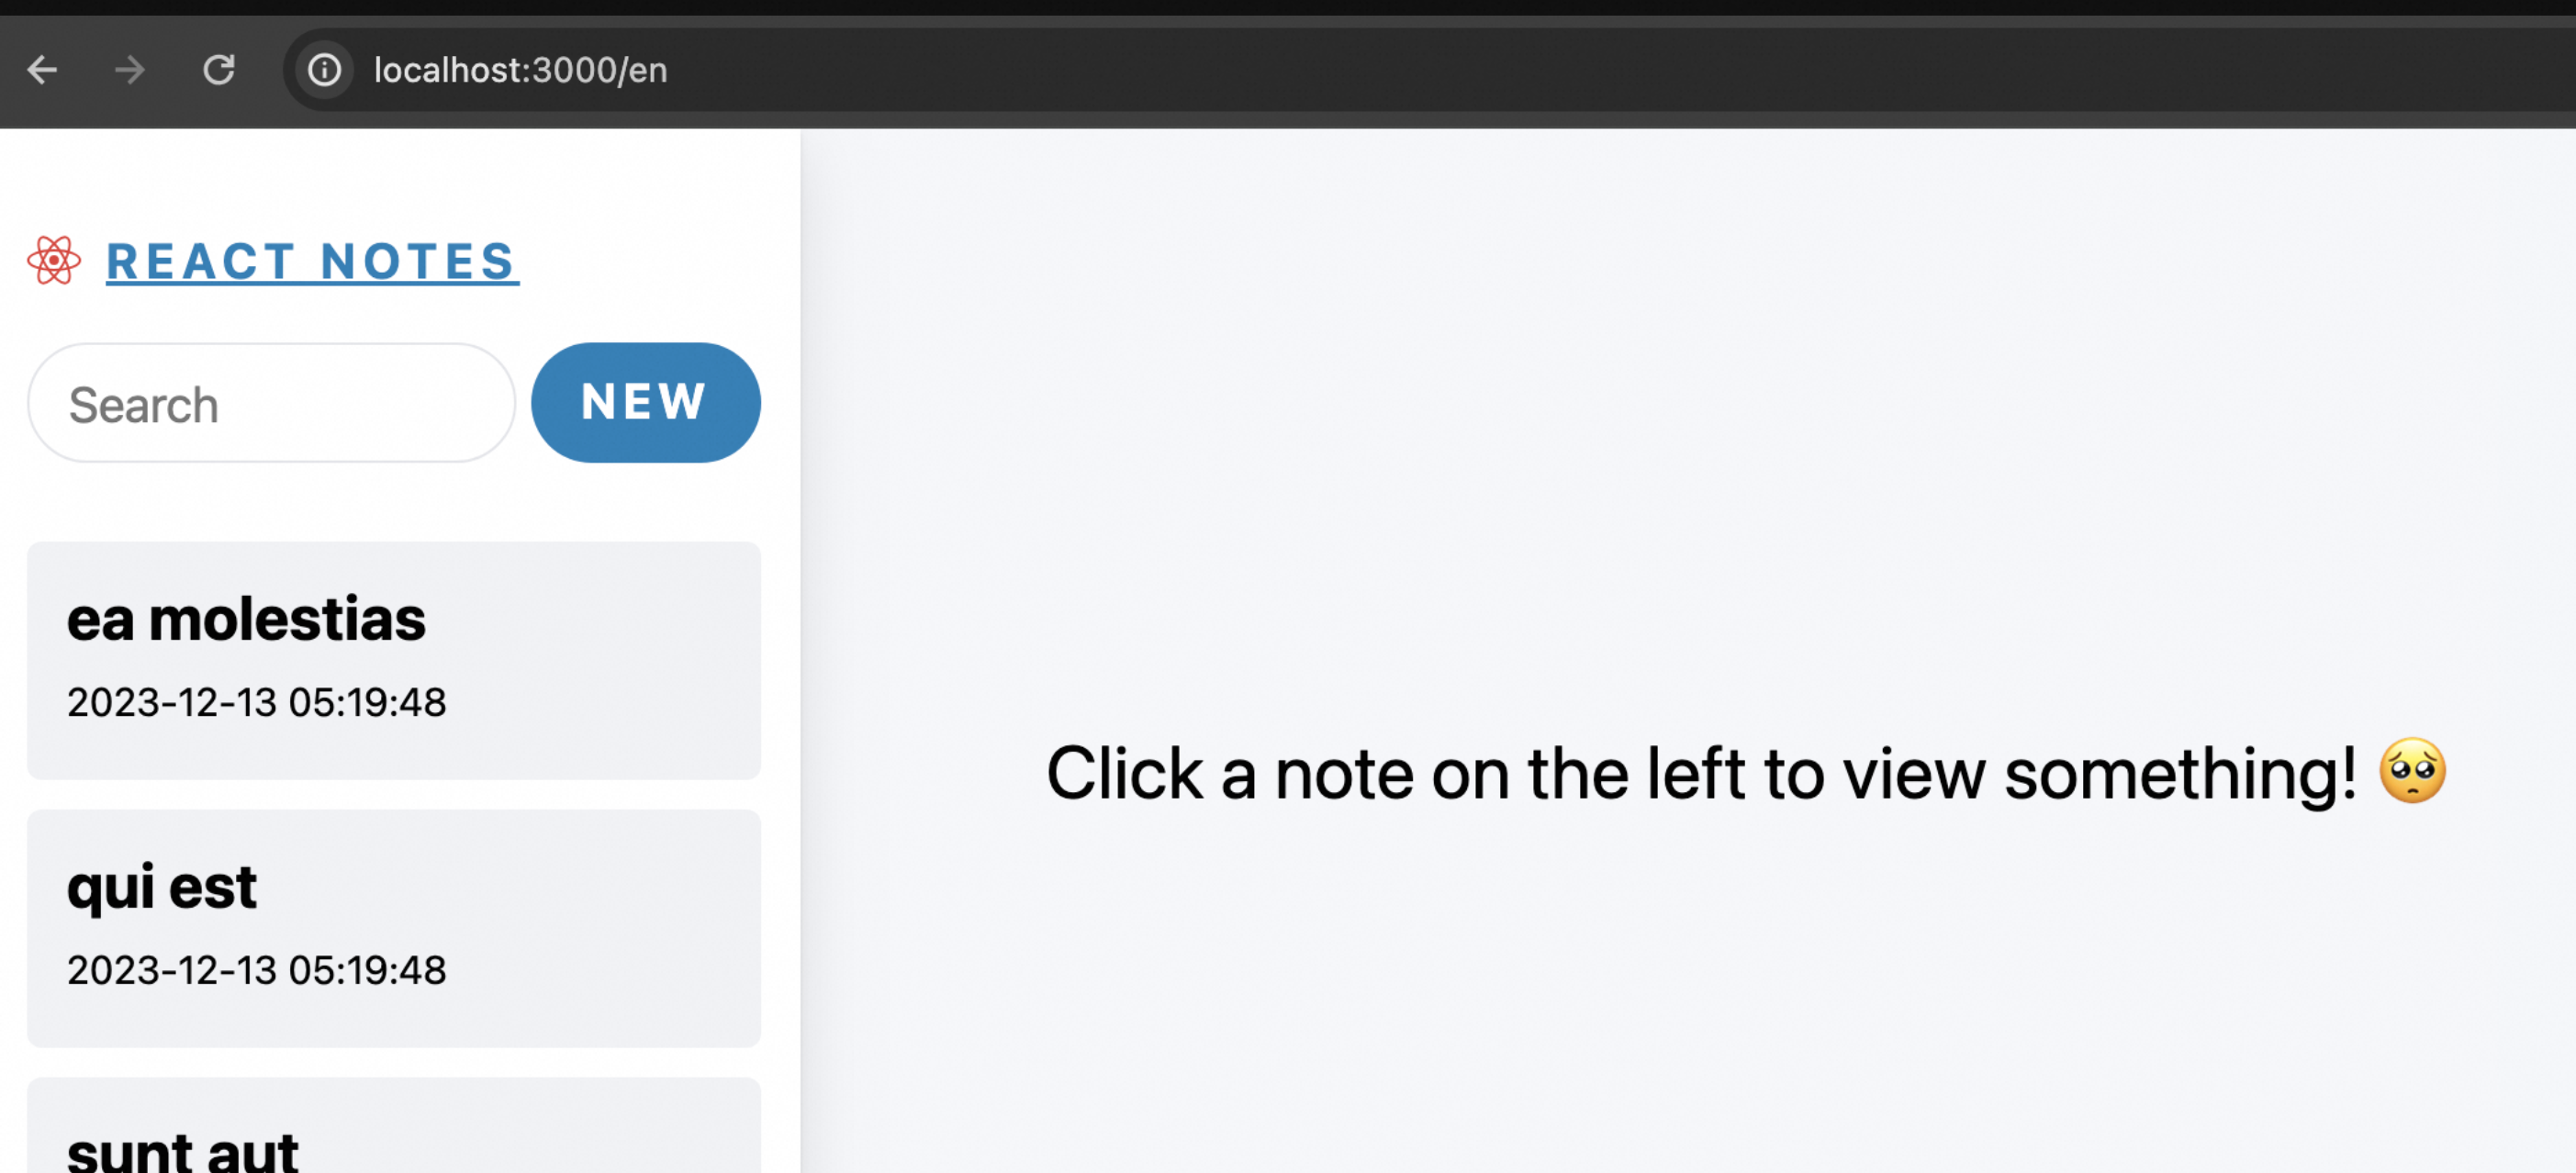 localhost:3000/en
REACT NOTES
Search
NEW
ea molestias
2023-12-13 05:19:48
qui est
2023-12-13 05:19:48
sunt aut
Click a note on the left to view something! 🥺